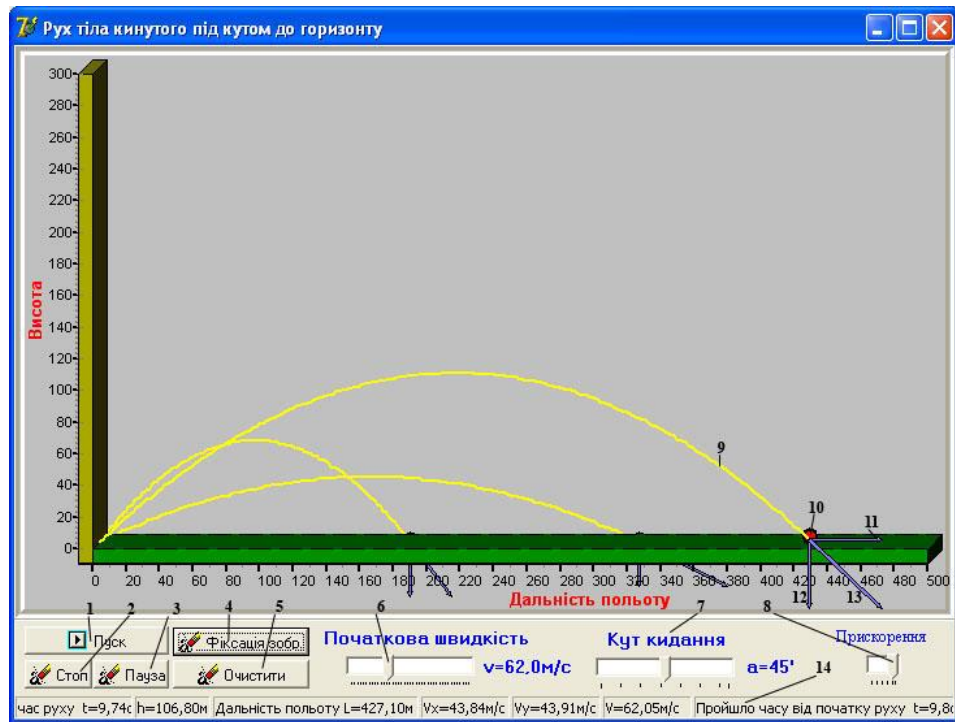 Рух тіла кинутого під кутом до горизонту
300
280
260
240
220
200
180
160
140
120
100
80
60
40
20
0
Висота
9
10
11
12
13
0 20 40 60 80 100 120 140 160 180 200 220 240 260 280 300 320 340 360 380 400 420 440 460 480 500
Дальність польоту
1 2 3 4 5 6 7 8
Пуск Фіксація зобр.
Стоп Пауза Очистити
Початкова швидкість
v=62,0м/с
Кут кидання
a=45'
Прискорення
14
час руху t=9,74с h=106,80м Дальність польоту L=427,10м Vx=43,84м/с Vy=43,91м/с V=62,05м/с Пройшло часу від початку руху t=9,8с